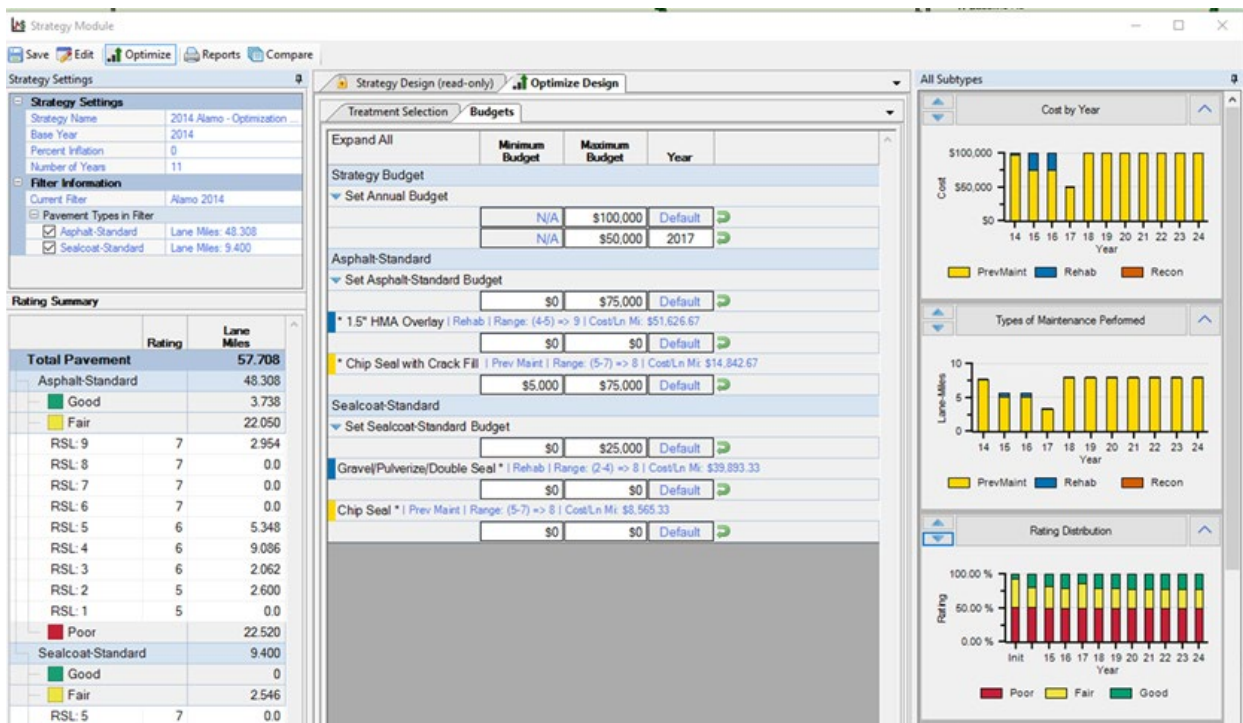 Strategy Module
Save Edit Optimize Reports Compare
Strategy Settings
Strategy Settings
Strategy Name 2014 Alamo - Optimization ...
Base Year 2014
Percent Inflation 0
Number of Years 11
Filter Information
Current Filter Alamo 2014
Pavement Types in Filter
Asphalt-Standard Lane Miles: 48.308
Sealcoat-Standard Lane Miles: 9.400
Rating Summary
Rating Lane Miles
Total Pavement 57.708
Asphalt-Standard 48.308
Good 3.738
Fair 22.050
RSL: 9 7 2.954
RSL: 8 7 0.0
RSL: 7 7 0.0
RSL: 6 7 0.0
RSL: 5 6 5.348
RSL: 4 6 9.086
RSL: 3 6 2.062
RSL: 2 5 2.600
RSL: 1 5 0.0
Poor 22.520
Sealcoat-Standard 9.400
Good 0
Fair 2.546
RSL: 5 7 0.0
Strategy Design (read-only) Optimize Design
Treatment Selection Budgets
Expand All Minimum Budget Maximum Budget Year
Strategy Budget
Set Annual Budget
N/A $100,000 Default
N/A $50,000 2017
Asphalt-Standard
Set Asphalt-Standard Budget
$0 $75,000 Default
* 1.5" HMA Overlay | Rehab | Range: (4-5) => 9 | Cost/Ln Mi: $51,626.67
$0 $0 Default
* Chip Seal with Crack Fill | Prev Maint | Range: (5-7) => 8 | Cost/Ln Mi: $14,842.67
$5,000 $75,000 Default
Sealcoat-Standard
Set Sealcoat-Standard Budget
$0 $25,000 Default
Gravel/Pulverize/Double Seal * | Rehab | Range: (2-4) => 8 | Cost/Ln Mi: $39,893.33
$0 $0 Default
Chip Seal * | Prev Maint | Range: (5-7) => 8 | Cost/Ln Mi: $8,565.33
$0 $0 Default
All Subtypes
Cost by Year
$100,000
$50,000
$0
Cost
14 15 16 17 18 19 20 21 22 23 24
Year
PrevMaint Rehab Recon
Types of Maintenance Performed
10
5
0
Lane-Miles
14 15 16 17 18 19 20 21 22 23 24
Year
PrevMaint Rehab Recon
Rating Distribution
100.00 %
50.00 %
0.00 %
Rating
Init 15 16 17 18 19 20 21 22 23 24
Year
Poor Fair Good